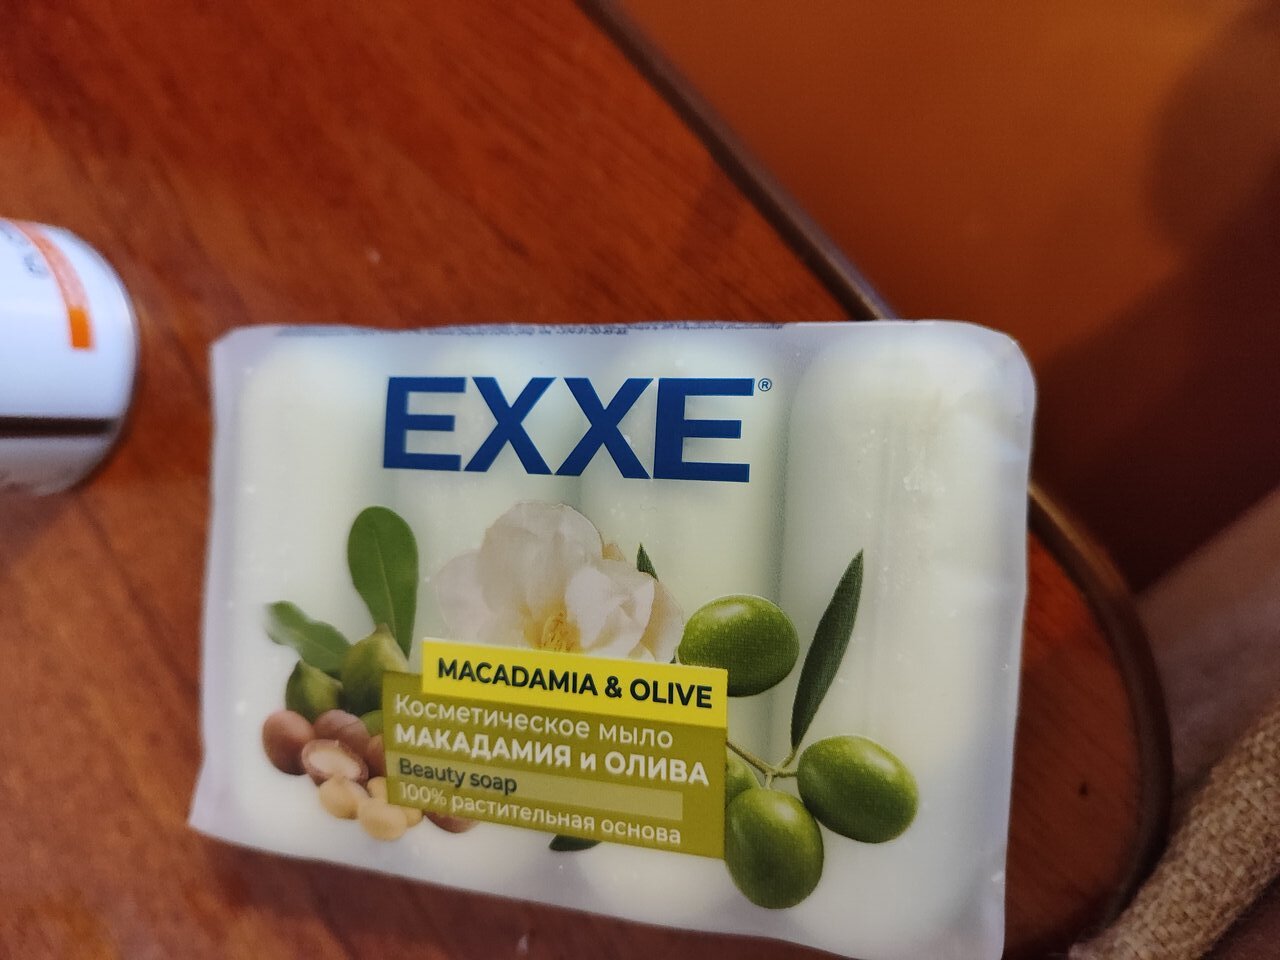 EXXE®
MACADAMIA & OLIVE
Косметическое мыло
МАКАДАМИЯ и ОЛИВА
Beauty soap
100% растительная основа